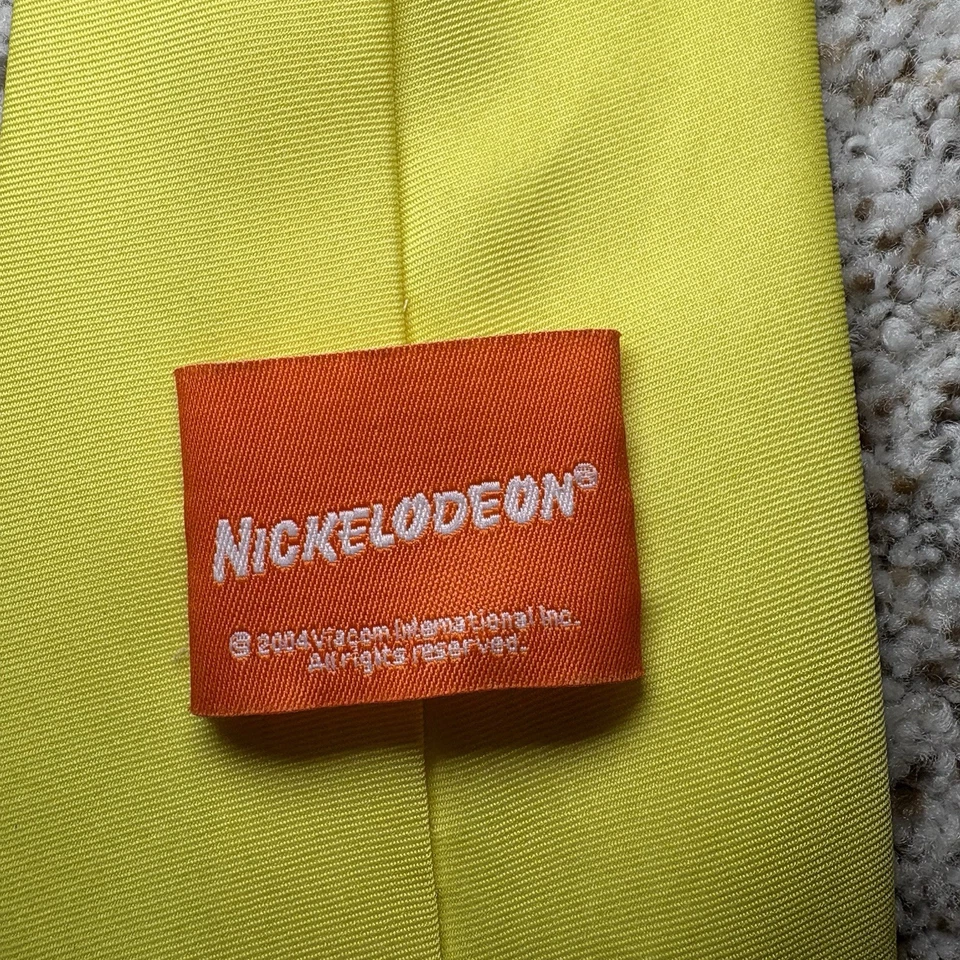 NICKELODEON®
© 2004 Viacom International Inc.
All rights reserved.